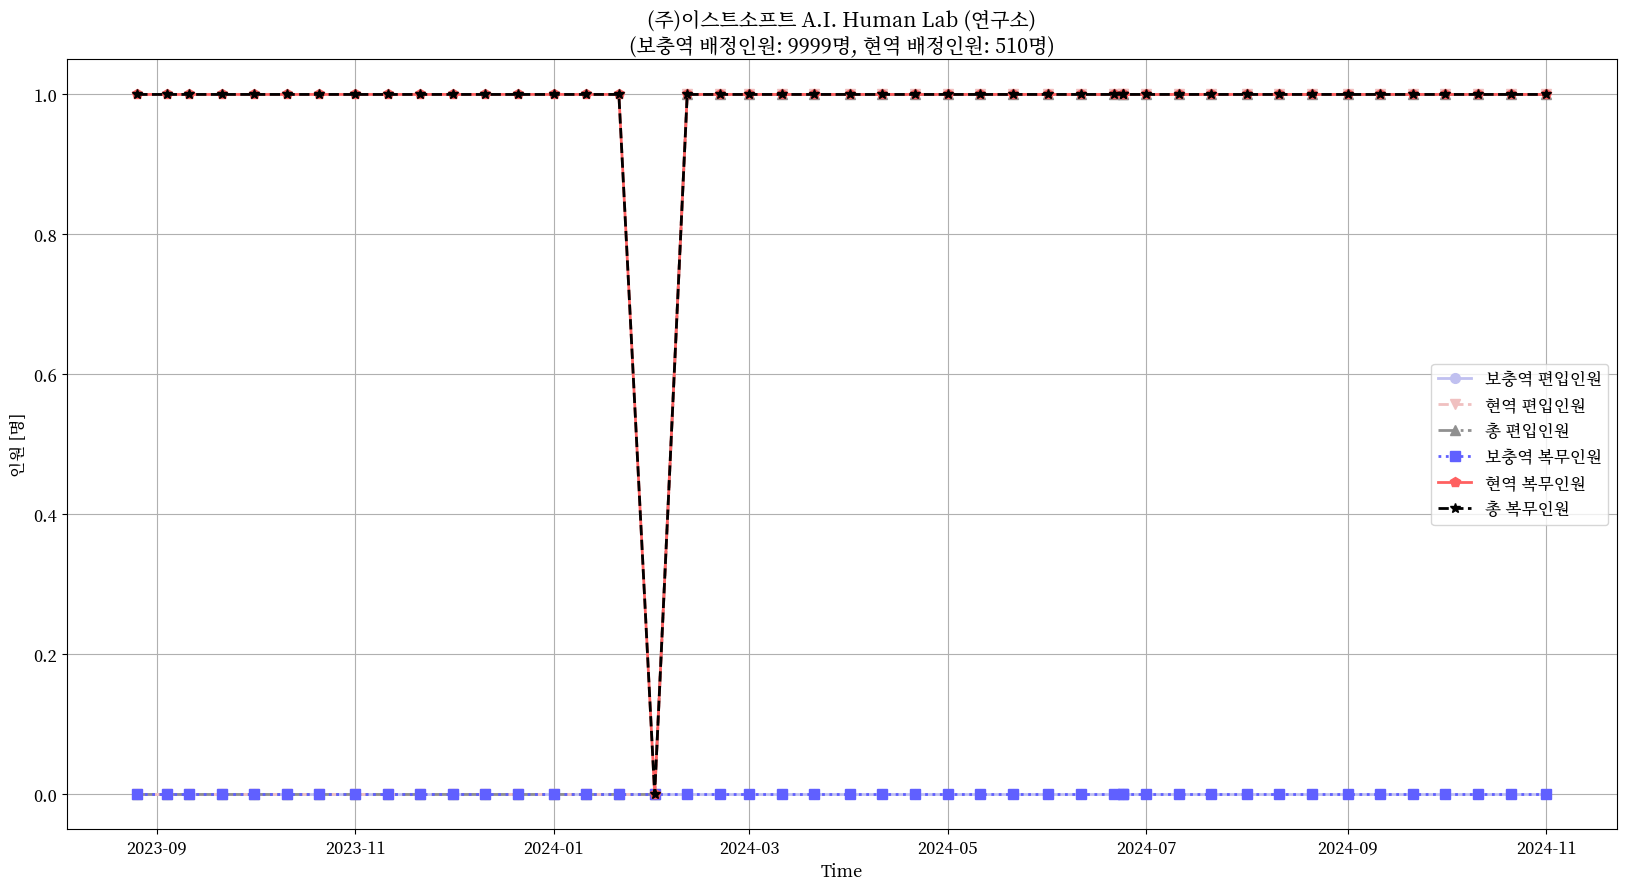 (주)이스트소프트 A.I. Human Lab (연구소)
(보충역 배정인원: 9999명, 현역 배정인원: 510명)
인원 [명]
1.0
0.8
0.6
0.4
0.2
0.0
보충역 편입인원
현역 편입인원
총 편입인원
보충역 복무인원
현역 복무인원
총 복무인원
2023-09 2023-11 2024-01 2024-03 2024-05 2024-07 2024-09 2024-11
Time